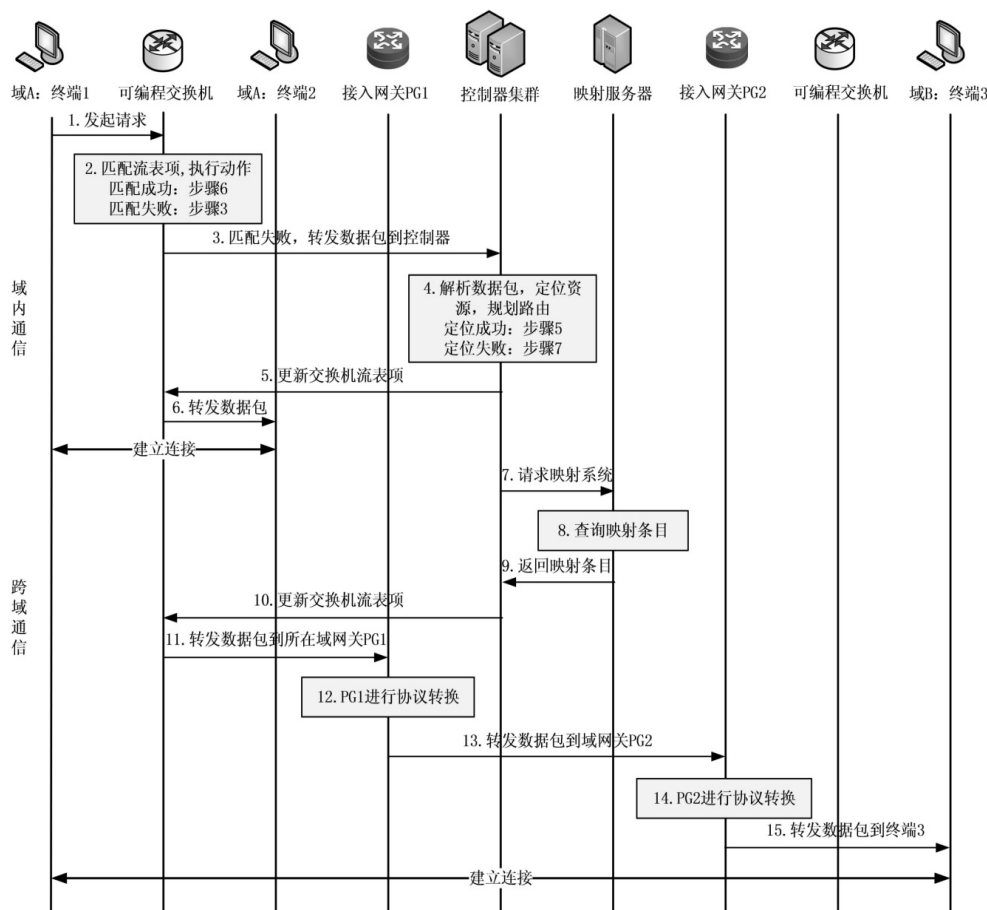 域A：终端1
可编程交换机
域A：终端2
接入网关PG1
控制器集群
映射服务器
接入网关PG2
可编程交换机
域B：终端3
1.发起请求
2.匹配流表项,执行动作
匹配成功：步骤6
匹配失败：步骤3
3.匹配失败，转发数据包到控制器
域内通信
4.解析数据包，定位资
源，规划路由
定位成功：步骤5
定位失败：步骤7
5.更新交换机流表项
6.转发数据包
建立连接
7.请求映射系统
8.查询映射条目
9.返回映射条目
跨域通信
10.更新交换机流表项
11.转发数据包到所在域网关PG1
12.PG1进行协议转换
13.转发数据包到域网关PG2
14.PG2进行协议转换
15.转发数据包到终端3
建立连接